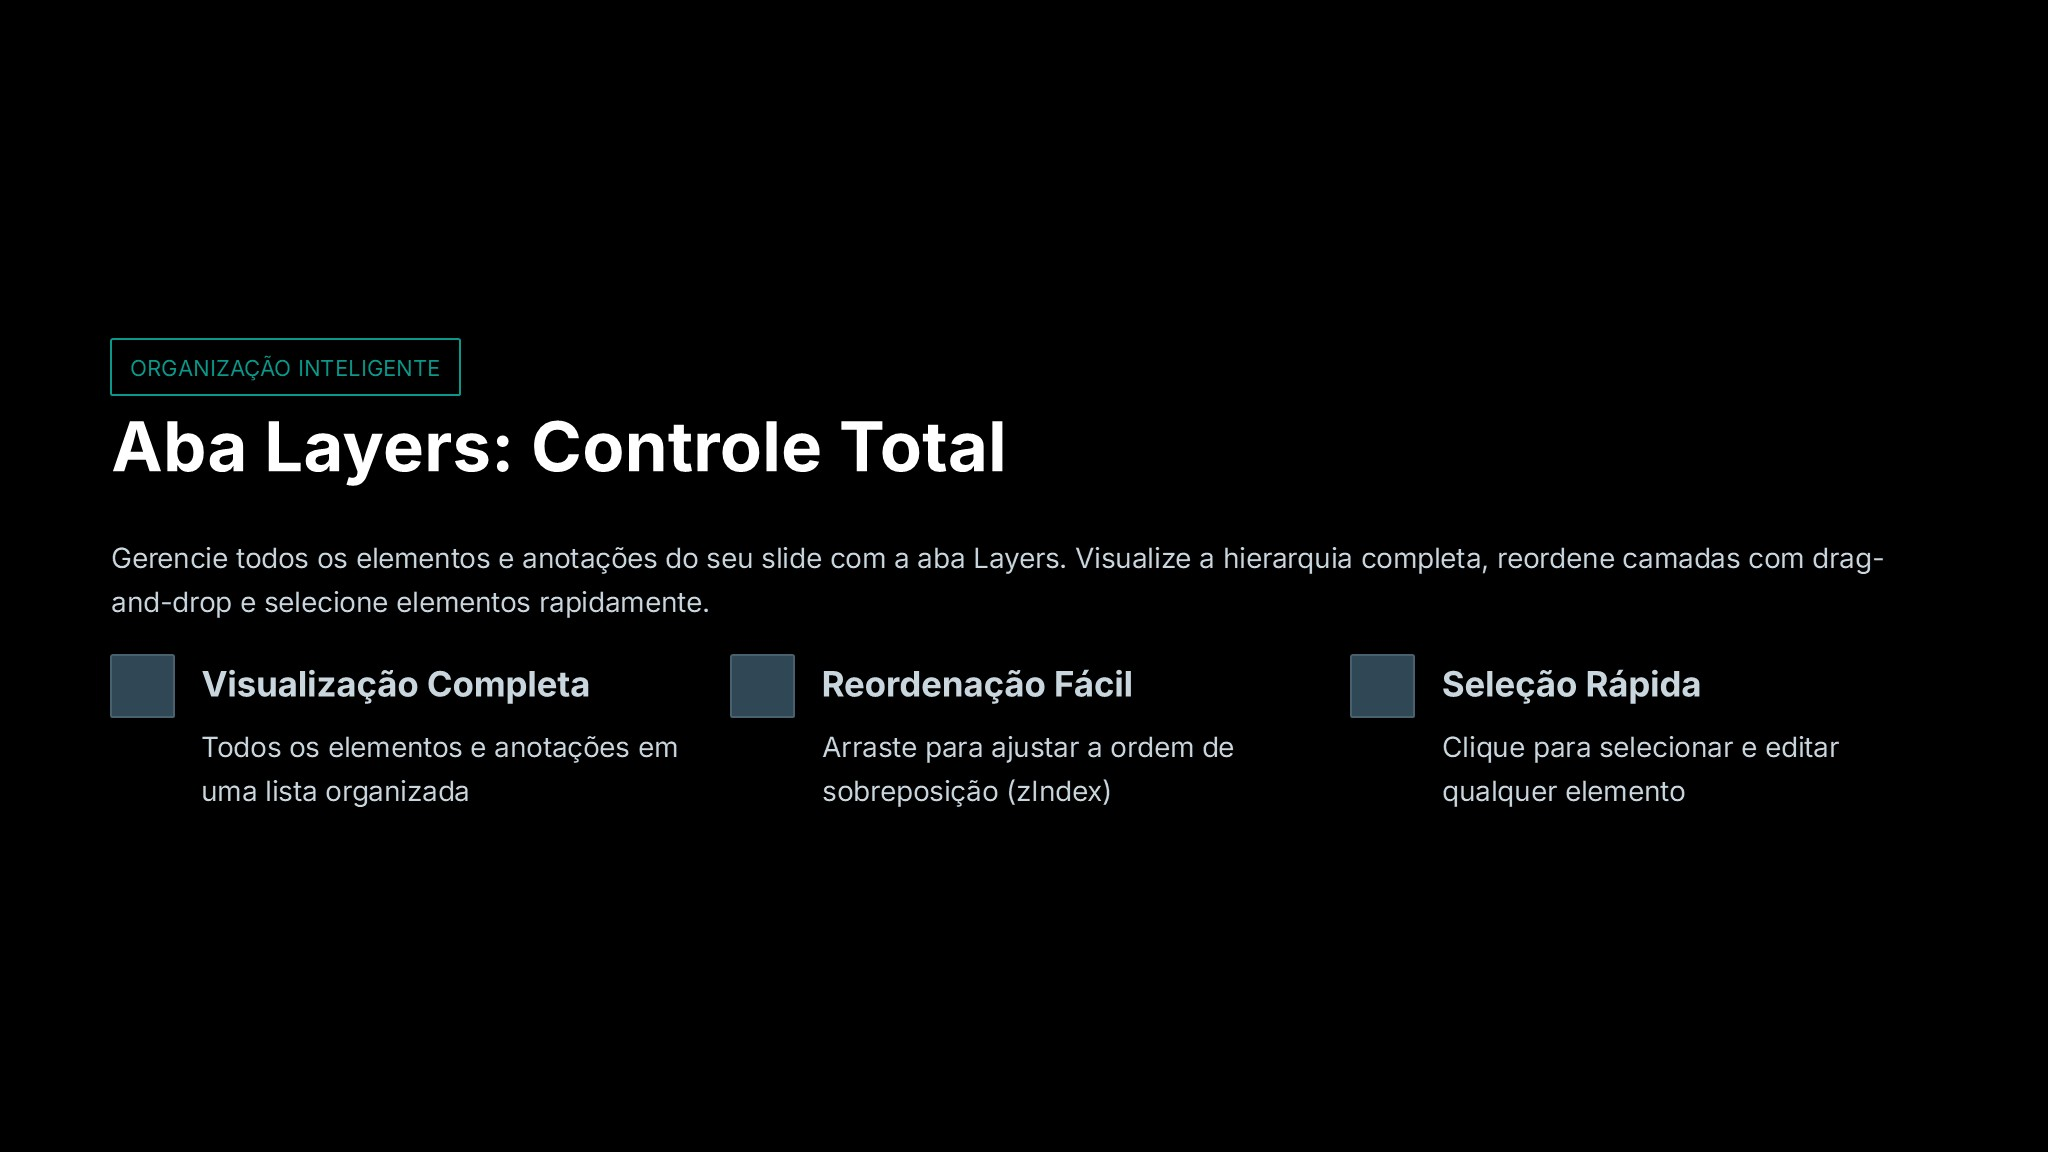 ORGANIZAÇÃO INTELIGENTE
Aba Layers: Controle Total
Gerencie todos os elementos e anotações do seu slide com a aba Layers. Visualize a hierarquia completa, reordene camadas com drag-
and-drop e selecione elementos rapidamente.
Visualização Completa
Todos os elementos e anotações em
uma lista organizada
Reordenação Fácil
Arraste para ajustar a ordem de
sobreposição (zIndex)
Seleção Rápida
Clique para selecionar e editar
qualquer elemento